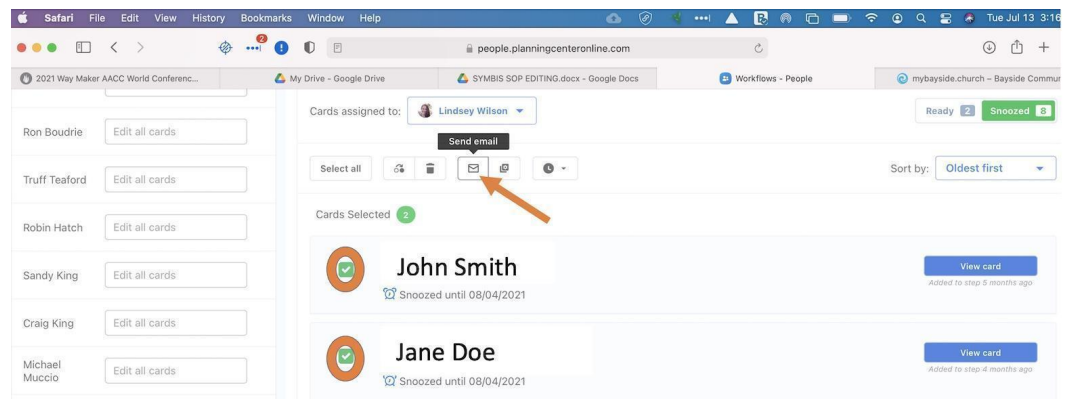 Safari File Edit View History Bookmarks Window Help Tue Jul 13 3:16
2 people.planningcenteronline.com
2021 Way Maker AACC World Conferenc... My Drive - Google Drive SYMBIS SOP EDITING.docx - Google Docs Workflows - People mybayside.church – Bayside Commun
Cards assigned to: Lindsey Wilson Ready 2 Snoozed 8
Ron Boudrie Edit all cards
Send email
Select all Sort by: Oldest first
Truff Teaford Edit all cards
Cards Selected 2
Robin Hatch Edit all cards
John Smith
View card
Sandy King Edit all cards
Added to step 5 months ago
Snoozed until 08/04/2021
Craig King Edit all cards
Jane Doe
View card
Michael
Muccio
Edit all cards
Added to step 4 months ago
Snoozed until 08/04/2021